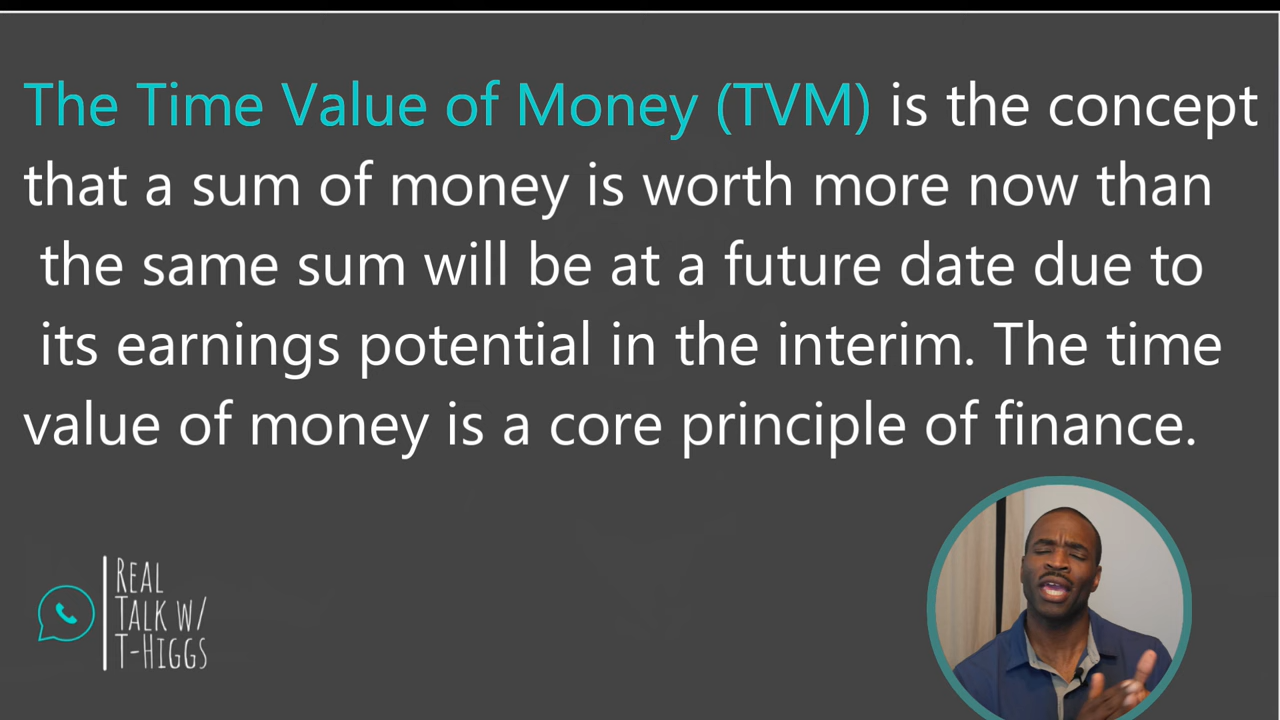 The Time Value of Money (TVM) is the concept
that a sum of money is worth more now than
the same sum will be at a future date due to
its earnings potential in the interim. The time
value of money is a core principle of finance.
REAL
TALK W/
T-HIGGS